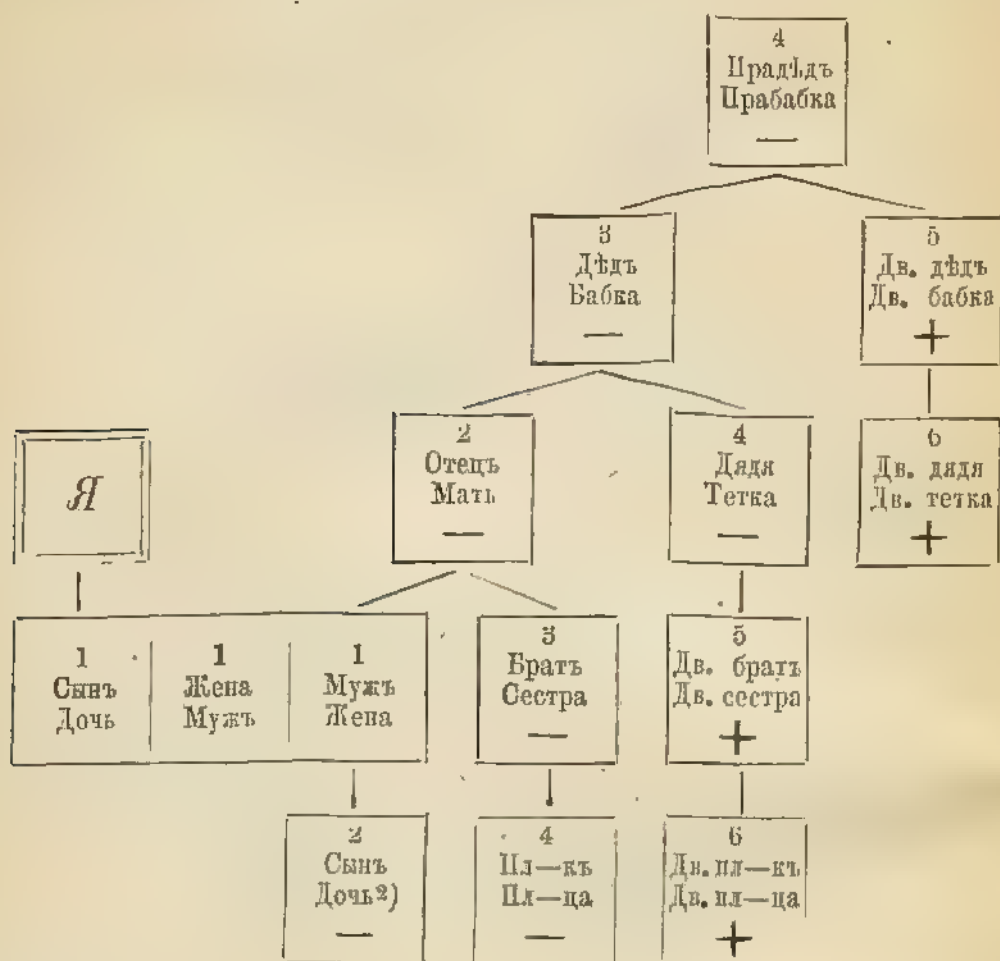 4
Прадѣдъ
Прабабка
—
3
Дѣдъ
Бабка
—
5
Дв. дѣдъ
Дв. бабка
+
Я
2
Отецъ
Мать
—
4
Дядя
Тетка
—
6
Дв. дядя
Дв. тетка
+
1
Сынъ
Дочь
1
Жена
Мужъ
1
Мужъ
Жена
3
Братъ
Сестра
—
5
Дв. братъ
Дв. сестра
+
2
Сынъ
Дочь2)
—
4
Пл—къ
Пл—ца
—
6
Дв. пл—къ
Дв. пл—ца
+